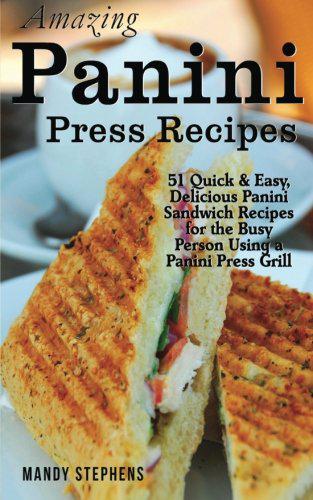 Amazing
Panini
Press Recipes
51 Quick & Easy,
Delicious Panini
Sandwich Recipes
for the Busy
Person Using a
Panini Press Grill
MANDY STEPHENS